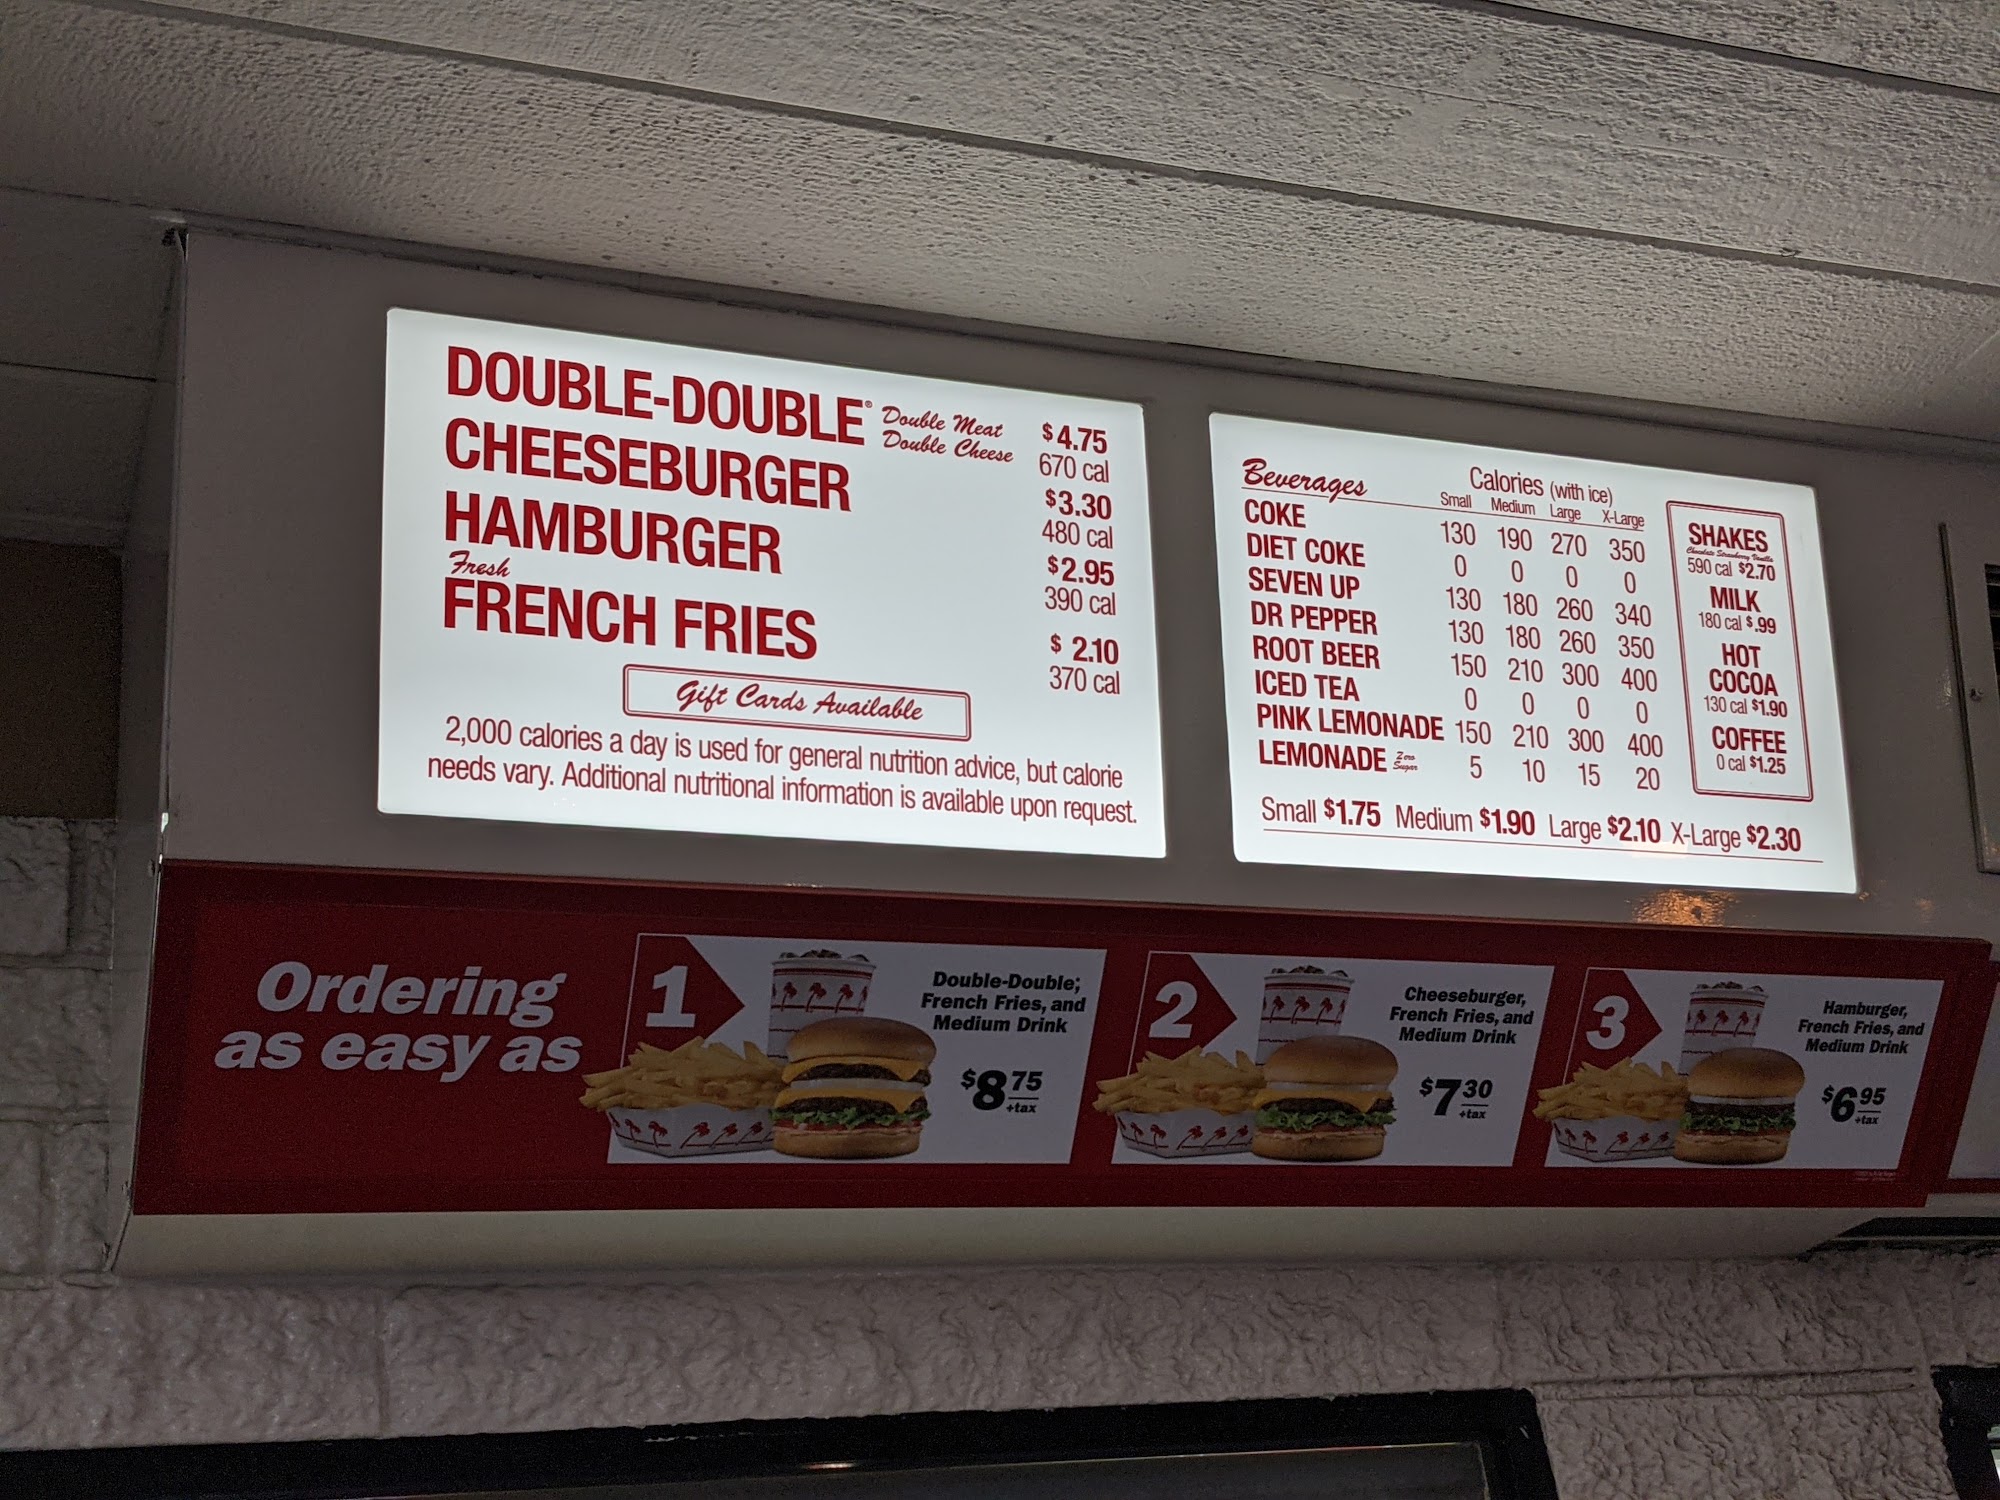 DOUBLE-DOUBLE® Double Meat Double Cheese $4.75
670 cal
CHEESEBURGER $3.30
480 cal
HAMBURGER $2.95
390 cal
Fresh
FRENCH FRIES $2.10
370 cal
Gift Cards Available
2,000 calories a day is used for general nutrition advice, but calorie
needs vary. Additional nutritional information is available upon request.
Beverages Calories (with ice)
Small Medium Large X-Large
COKE 130 190 270 350
DIET COKE 0 0 0 0
SEVEN UP 130 180 260 340
DR PEPPER 130 180 260 350
ROOT BEER 150 210 300 400
ICED TEA 0 0 0 0
PINK LEMONADE 150 210 300 400
LEMONADE Zero Sugar 5 10 15 20
Small $1.75 Medium $1.90 Large $2.10 X-Large $2.30
SHAKES
Chocolate Strawberry Vanilla
590 cal $2.70
MILK
180 cal $.99
HOT
COCOA
130 cal $1.90
COFFEE
0 cal $1.25
Ordering
as easy as
1
Double-Double,
French Fries, and
Medium Drink
$8 75
+tax
2
Cheeseburger,
French Fries, and
Medium Drink
$7 30
+tax
3
Hamburger,
French Fries, and
Medium Drink
$6 95
+tax